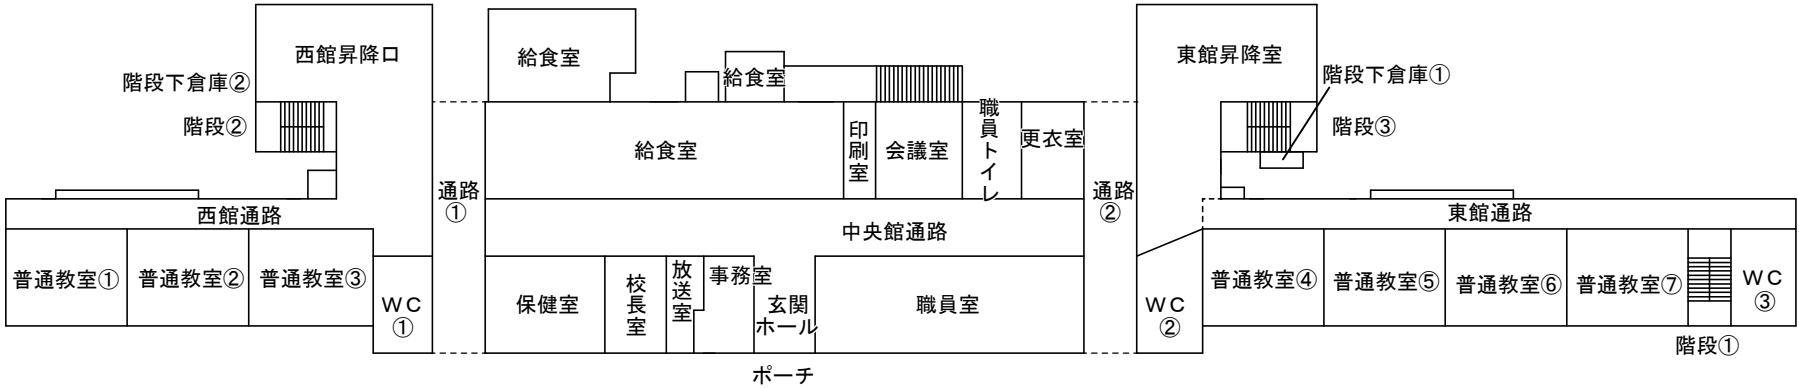 西館昇降口
給食室
給食室
東館昇降室
階段下倉庫②
階段下倉庫①
階段②
給食室
印刷室
会議室
職員トイレ
更衣室
階段③
通路①
通路②
西館通路
中央館通路
東館通路
普通教室①
普通教室②
普通教室③
WC①
保健室
校長室
放送室
事務室
玄関
ホール
職員室
WC②
普通教室④
普通教室⑤
普通教室⑥
普通教室⑦
WC③
階段①
ポーチ